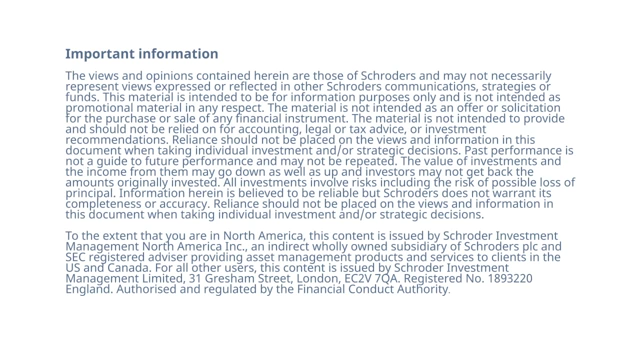 Important information
The views and opinions contained herein are those of Schroders and may not necessarily
represent views expressed or reflected in other Schroders communications, strategies or
funds. This material is intended to be for information purposes only and is not intended as
promotional material in any respect. The material is not intended as an offer or solicitation
for the purchase or sale of any financial instrument. The material is not intended to provide
and should not be relied on for accounting, legal or tax advice, or investment
recommendations. Reliance should not be placed on the views and information in this
document when taking individual investment and/or strategic decisions. Past performance is
not a guide to future performance and may not be repeated. The value of investments and
the income from them may go down as well as up and investors may not get back the
amounts originally invested. All investments involve risks including the risk of possible loss of
principal. Information herein is believed to be reliable but Schroders does not warrant its
completeness or accuracy. Reliance should not be placed on the views and information in
this document when taking individual investment and/or strategic decisions.
To the extent that you are in North America, this content is issued by Schroder Investment
Management North America Inc., an indirect wholly owned subsidiary of Schroders plc and
SEC registered adviser providing asset management products and services to clients in the
US and Canada. For all other users, this content is issued by Schroder Investment
Management Limited, 31 Gresham Street, London, EC2V 7QA. Registered No. 1893220
England. Authorised and regulated by the Financial Conduct Authority.